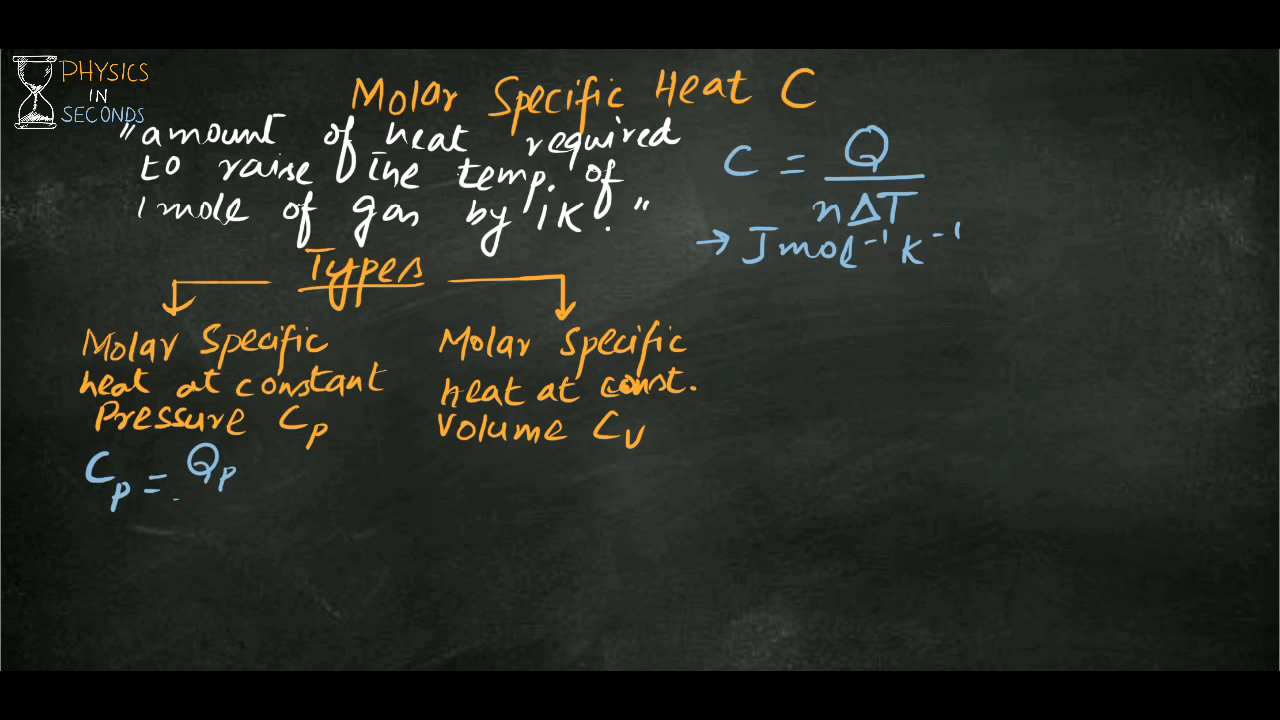 PHYSICS
IN
SECONDS
Molar Specific Heat C
"amount of heat required
to raise the temp. of
1 mole of gas by 1K."
C = Q / nΔT
→ J mol⁻¹ K⁻¹
Types
Molar Specific
heat at constant
Pressure Cp
Molar Specific
heat at const.
Volume Cv
Cp = Qp